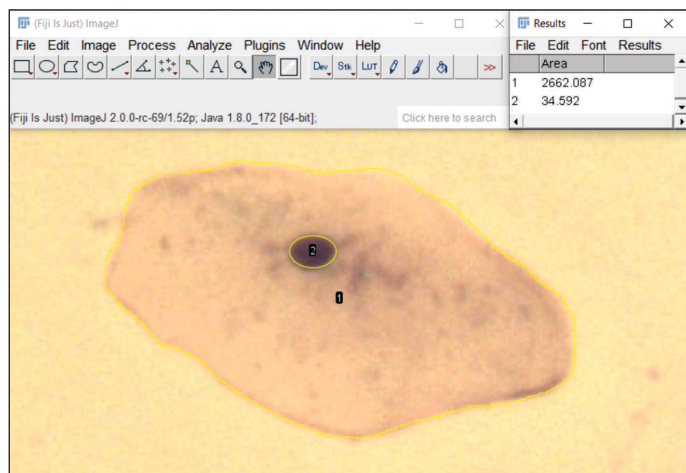 (Fiji Is Just) ImageJ
File Edit Image Process Analyze Plugins Window Help
A Dev Stk LUT >>
(Fiji Is Just) ImageJ 2.0.0-rc-69/1.52p; Java 1.8.0_172 [64-bit];
Click here to search
Results
File Edit Font Results
Area
1 2662.087
2 34.592
2
1